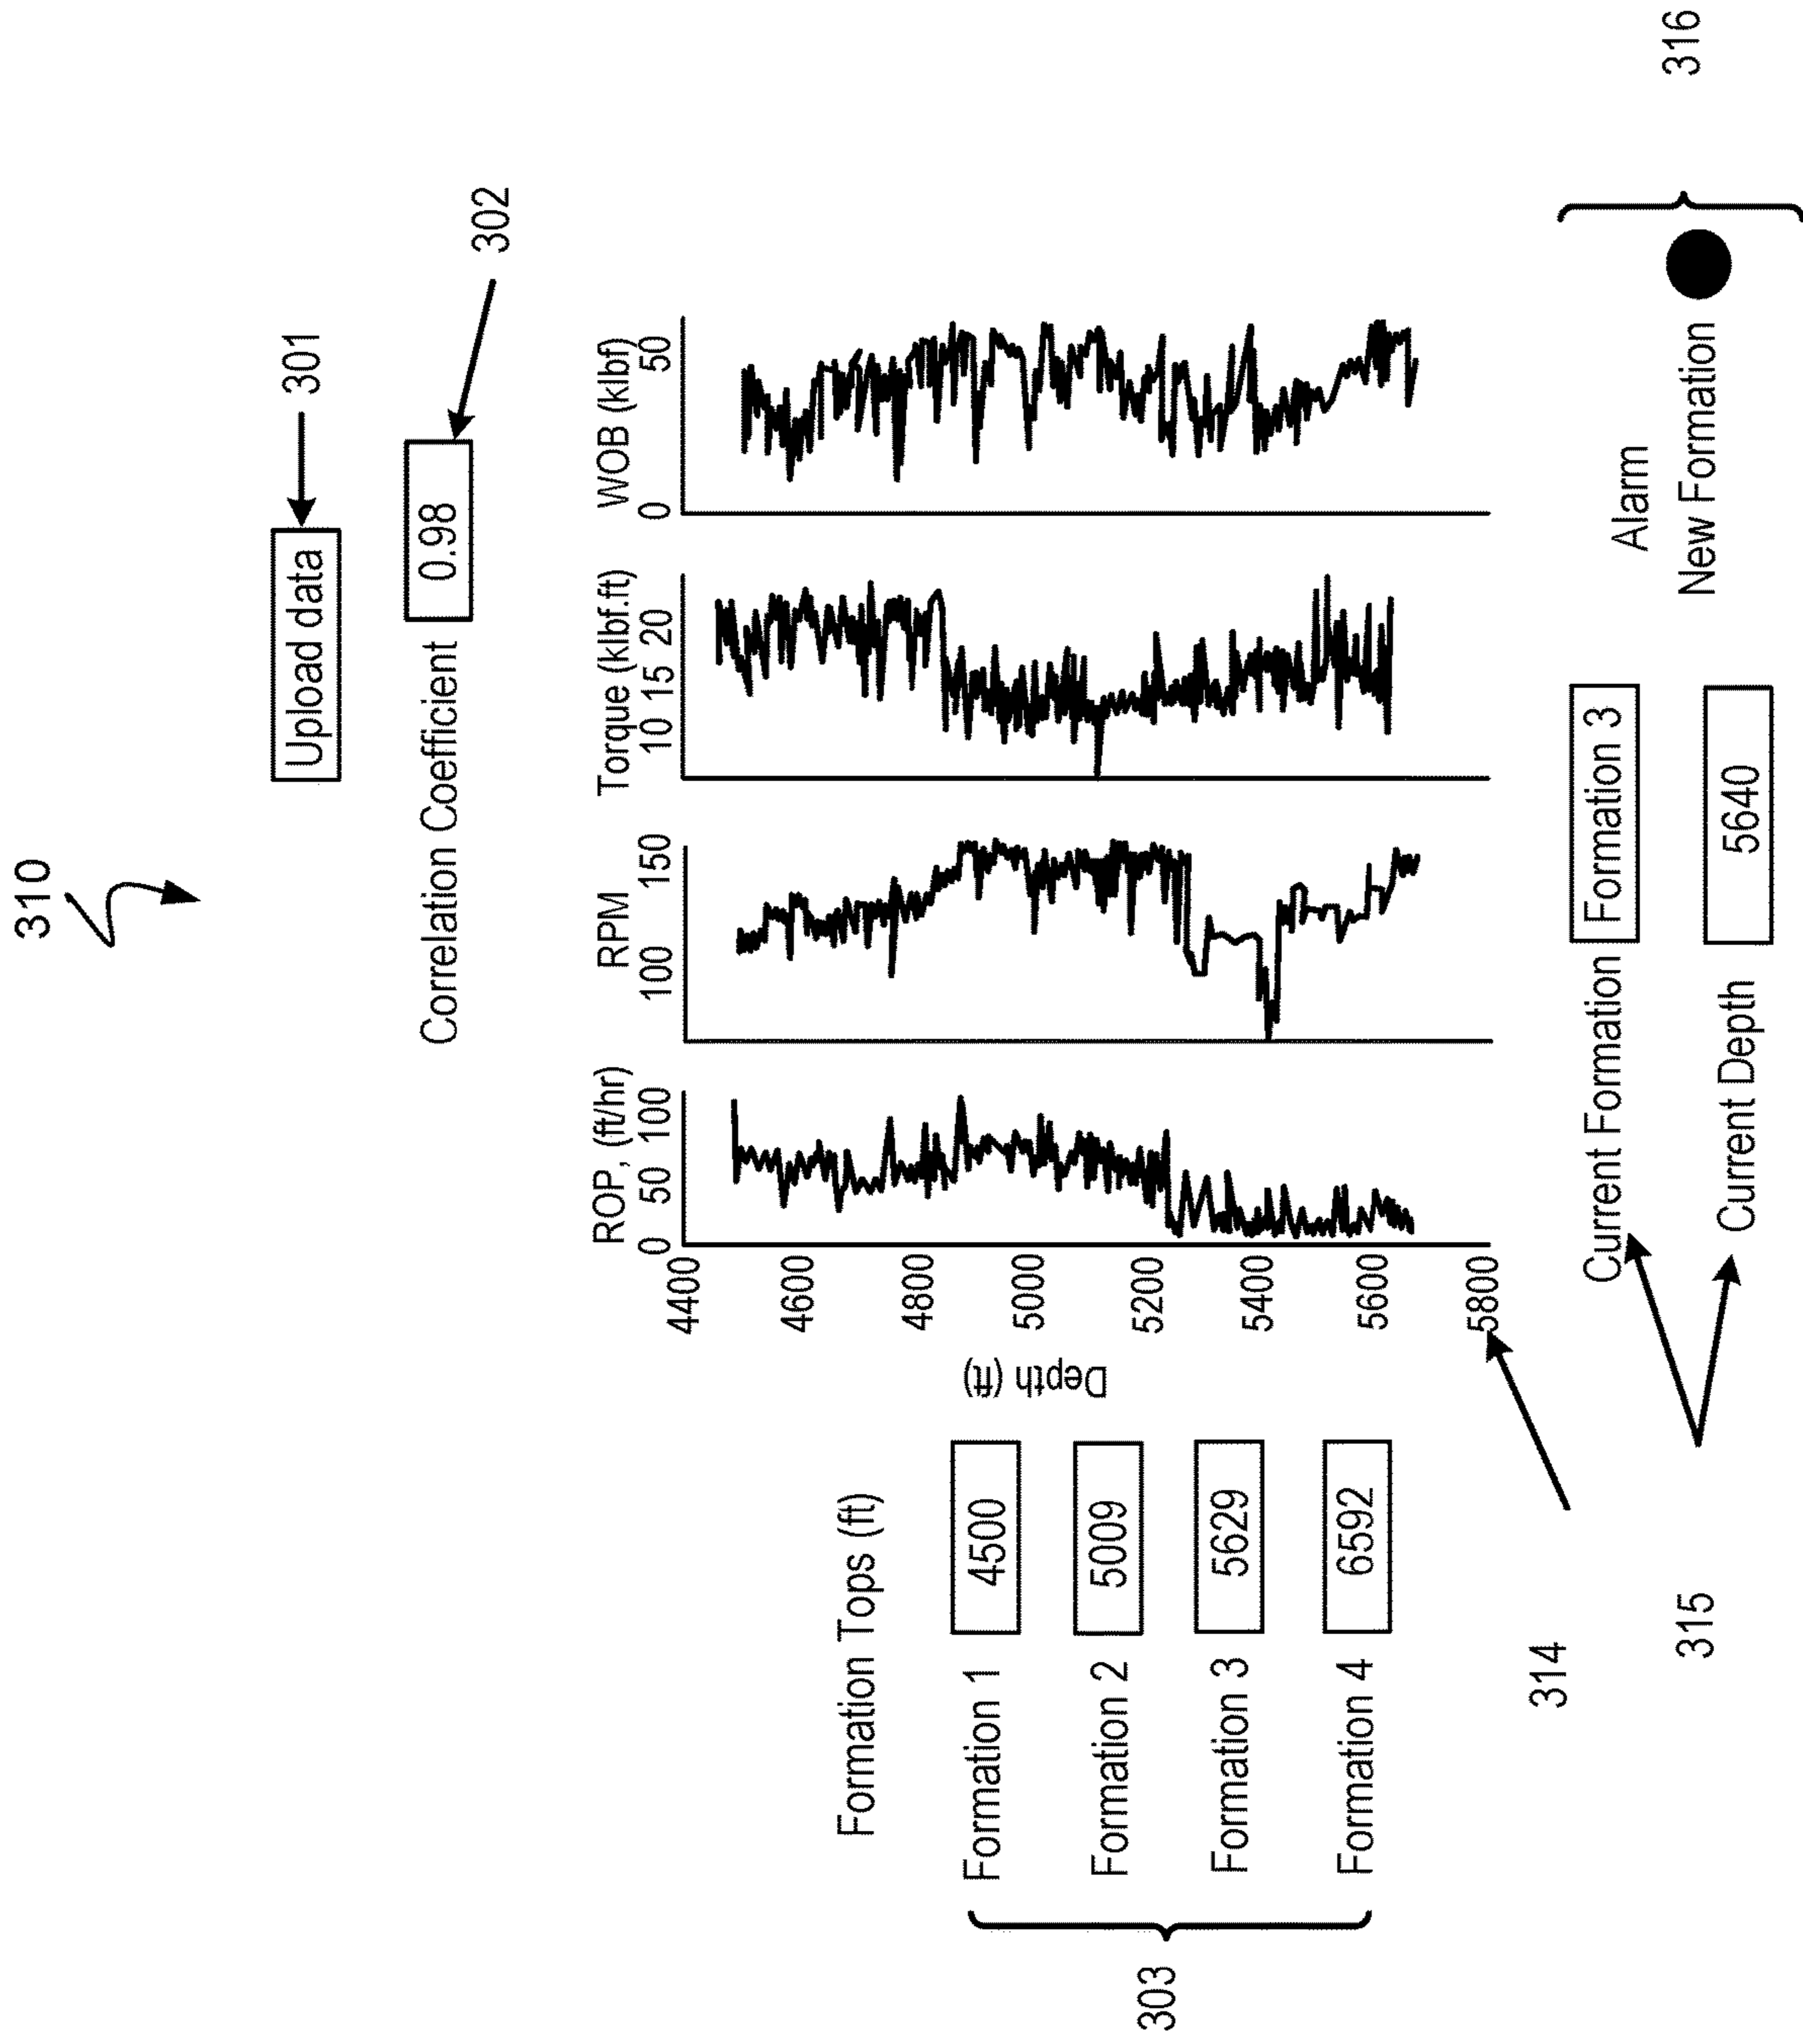 310
Upload data
301
Correlation Coefficient
0.98
302
Formation Tops (ft)
Formation 1
4500
Formation 2
5009
Formation 3
5629
Formation 4
6592
303
Depth (ft)
4400
4600
4800
5000
5200
5400
5600
5800
ROP, (ft/hr)
0 50 100
RPM
100 150
Torque (klbf.ft)
10 15 20
WOB (klbf)
0 50
314
Current Formation
Formation 3
Current Depth
5640
315
Alarm
New Formation
316